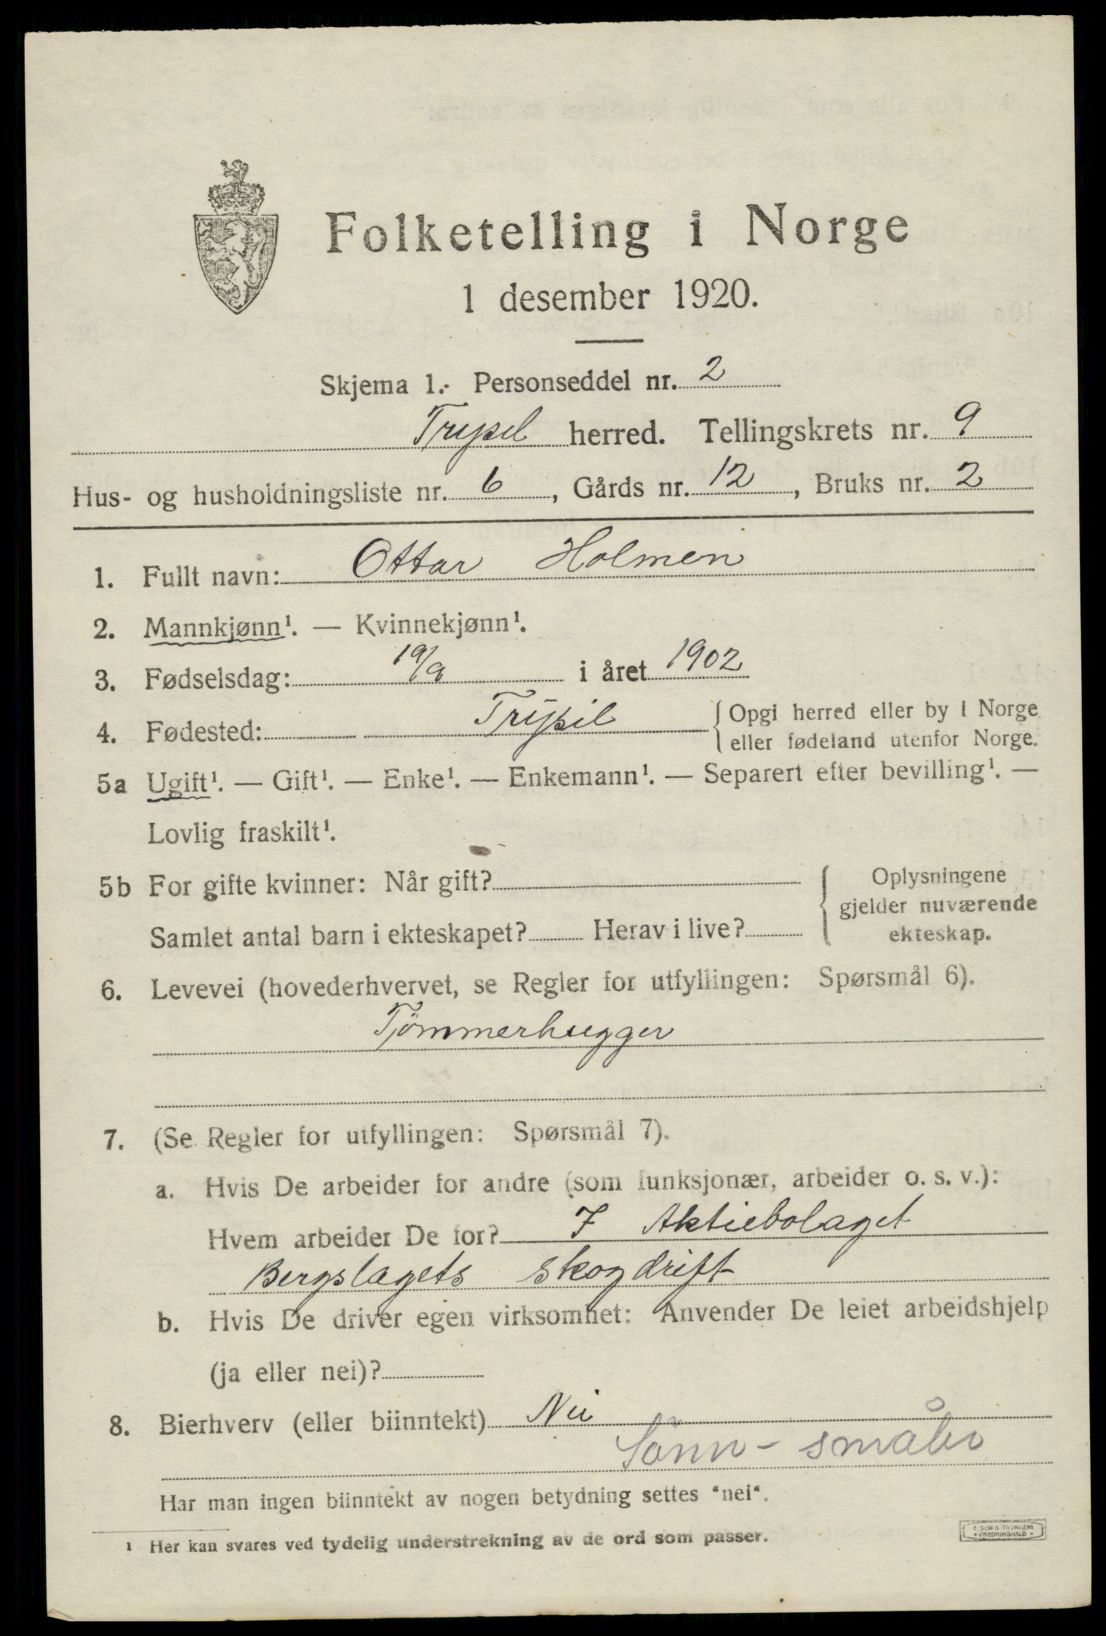 Folketelling i Norge
1 desember 1920.
Skjema 1. Personseddel nr. 2
Trysil herred. Tellingskrets nr. 9
Hus- og husholdningsliste nr. 6, Gårds nr. 12, Bruks nr. 2
1. Fullt navn: Ottar Holmen
2. Mannkjønn¹. — Kvinnekjønn¹.
3. Fødselsdag: 19/9 i året 1902
4. Fødested: Trysil {Opgi herred eller by i Norge
eller fødeland utenfor Norge.
5a Ugift¹. — Gift¹. — Enke¹. — Enkemann¹. — Separert efter bevilling¹. —
Lovlig fraskilt¹.
5b For gifte kvinner: Når gift?
Samlet antal barn i ekteskapet? Herav i live?
{Oplysningene
gjelder nuværende
ekteskap.
6. Levevei (hovederhvervet, se Regler for utfyllingen: Spørsmål 6).
Tømmerhugger
7. (Se Regler for utfyllingen: Spørsmål 7).
a. Hvis De arbeider for andre (som funksjonær, arbeider o. s. v.):
Hvem arbeider De for? I Aktiebolaget
Bergslagets skogdrift
b. Hvis De driver egen virksomhet: Anvender De leiet arbeidshjelp
(ja eller nei)?
8. Bierhverv (eller biinntekt) Nei
Sønn - småbr
Har man ingen biinntekt av nogen betydning settes "nei".
¹ Her kan svares ved tydelig understrekning av de ord som passer.